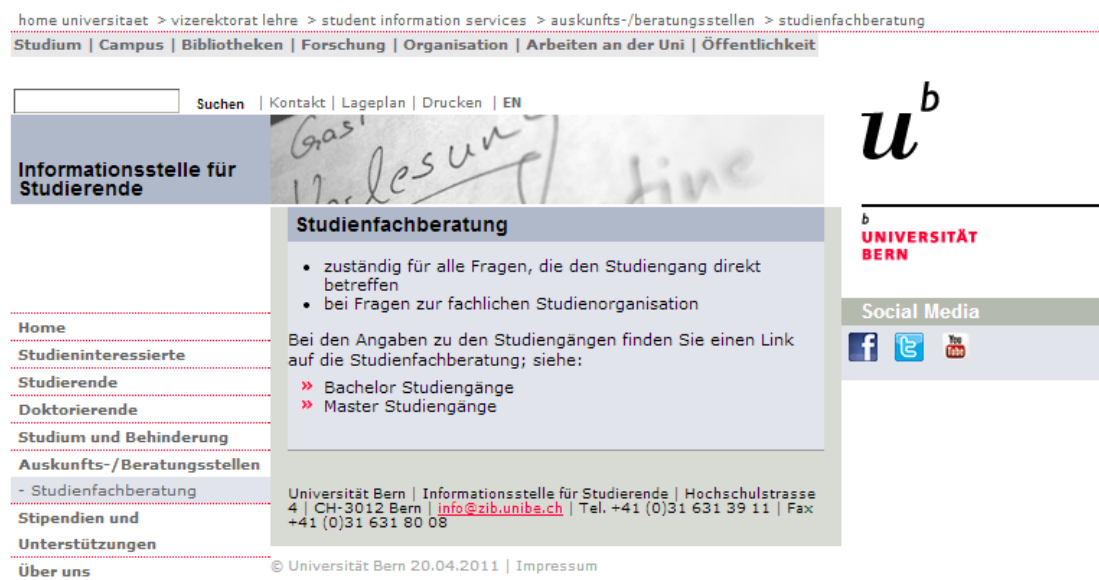 home universitaet > vizerektorat lehre > student information services > auskunfts-/beratungsstellen > studienfachberatung
Studium | Campus | Bibliotheken | Forschung | Organisation | Arbeiten an der Uni | Öffentlichkeit
Suchen | Kontakt | Lageplan | Drucken | EN
Informationsstelle für
Studierende
Gast
Vorlesung
tine
u^b
b
UNIVERSITÄT
BERN
Social Media
f
t
You
Tube
Home
Studieninteressierte
Studierende
Doktorierende
Studium und Behinderung
Auskunfts-/Beratungsstellen
- Studienfachberatung
Stipendien und
Unterstützungen
Über uns
Studienfachberatung
• zuständig für alle Fragen, die den Studiengang direkt
betreffen
• bei Fragen zur fachlichen Studienorganisation
Bei den Angaben zu den Studiengängen finden Sie einen Link
auf die Studienfachberatung; siehe:
» Bachelor Studiengänge
» Master Studiengänge
Universität Bern | Informationsstelle für Studierende | Hochschulstrasse
4 | CH-3012 Bern | info@zib.unibe.ch | Tel. +41 (0)31 631 39 11 | Fax
+41 (0)31 631 80 08
© Universität Bern 20.04.2011 | Impressum